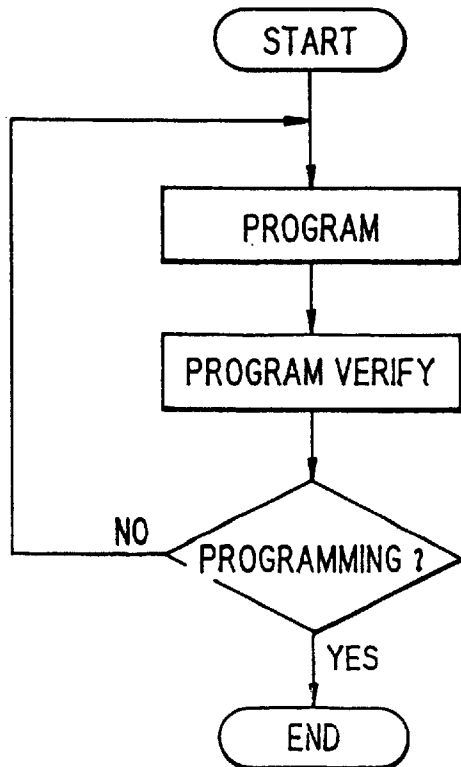 START
PROGRAM
PROGRAM VERIFY
NO
PROGRAMMING ?
YES
END